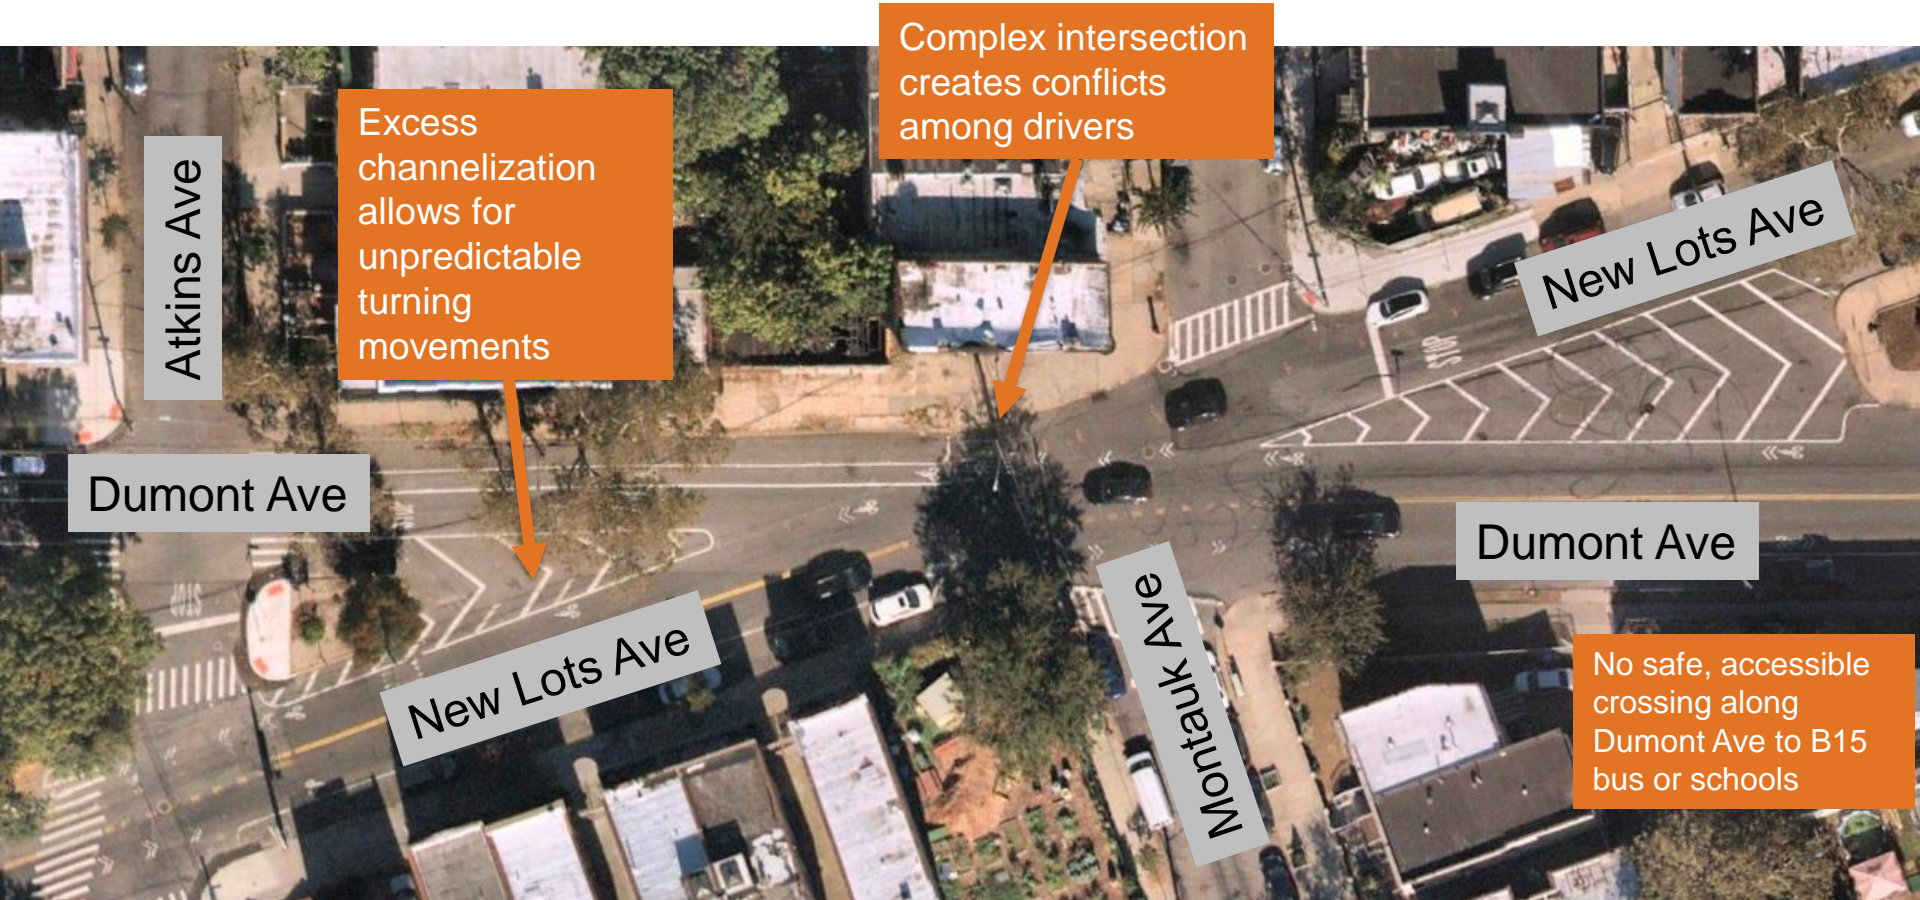 Complex intersection
creates conflicts
among drivers
Excess
channelization
allows for
unpredictable
turning
movements
Atkins Ave
New Lots Ave
Dumont Ave
Dumont Ave
New Lots Ave
Montauk Ave
No safe, accessible
crossing along
Dumont Ave to B15
bus or schools
STOP
STOP